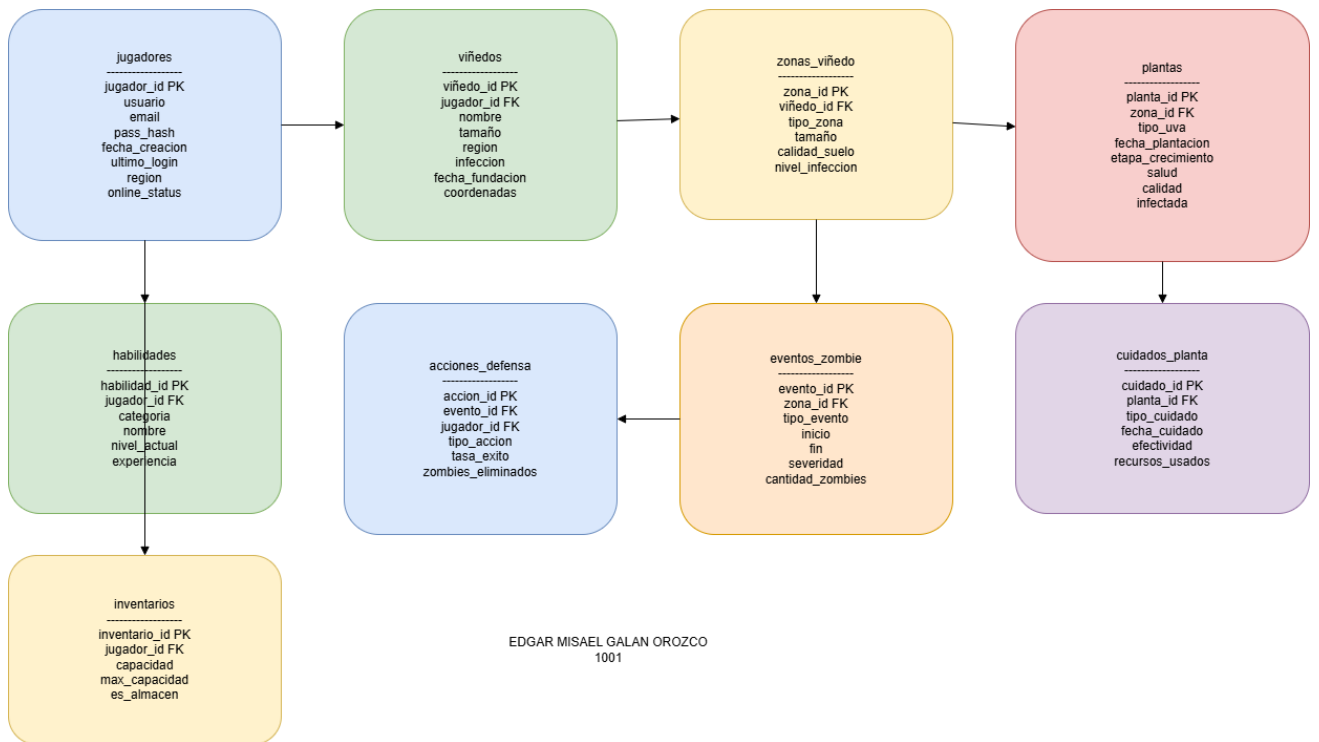 jugadores
------------------
jugador_id PK
usuario
email
pass_hash
fecha_creacion
ultimo_login
region
online_status
viñedos
------------------
viñedo_id PK
jugador_id FK
nombre
tamaño
region
infeccion
fecha_fundacion
coordenadas
zonas_viñedo
------------------
zona_id PK
viñedo_id FK
tipo_zona
tamaño
calidad_suelo
nivel_infeccion
plantas
------------------
planta_id PK
zona_id FK
tipo_uva
fecha_plantacion
etapa_crecimiento
salud
calidad
infectada
habilidades
------------------
habilidad_id PK
jugador_id FK
categoria
nombre
nivel_actual
experiencia
acciones_defensa
------------------
accion_id PK
evento_id FK
jugador_id FK
tipo_accion
tasa_exito
zombies_eliminados
eventos_zombie
------------------
evento_id PK
zona_id FK
tipo_evento
inicio
fin
severidad
cantidad_zombies
cuidados_planta
------------------
cuidado_id PK
planta_id FK
tipo_cuidado
fecha_cuidado
efectividad
recursos_usados
inventarios
------------------
inventario_id PK
jugador_id FK
capacidad
max_capacidad
es_almacen
EDGAR MISAEL GALAN OROZCO
1001